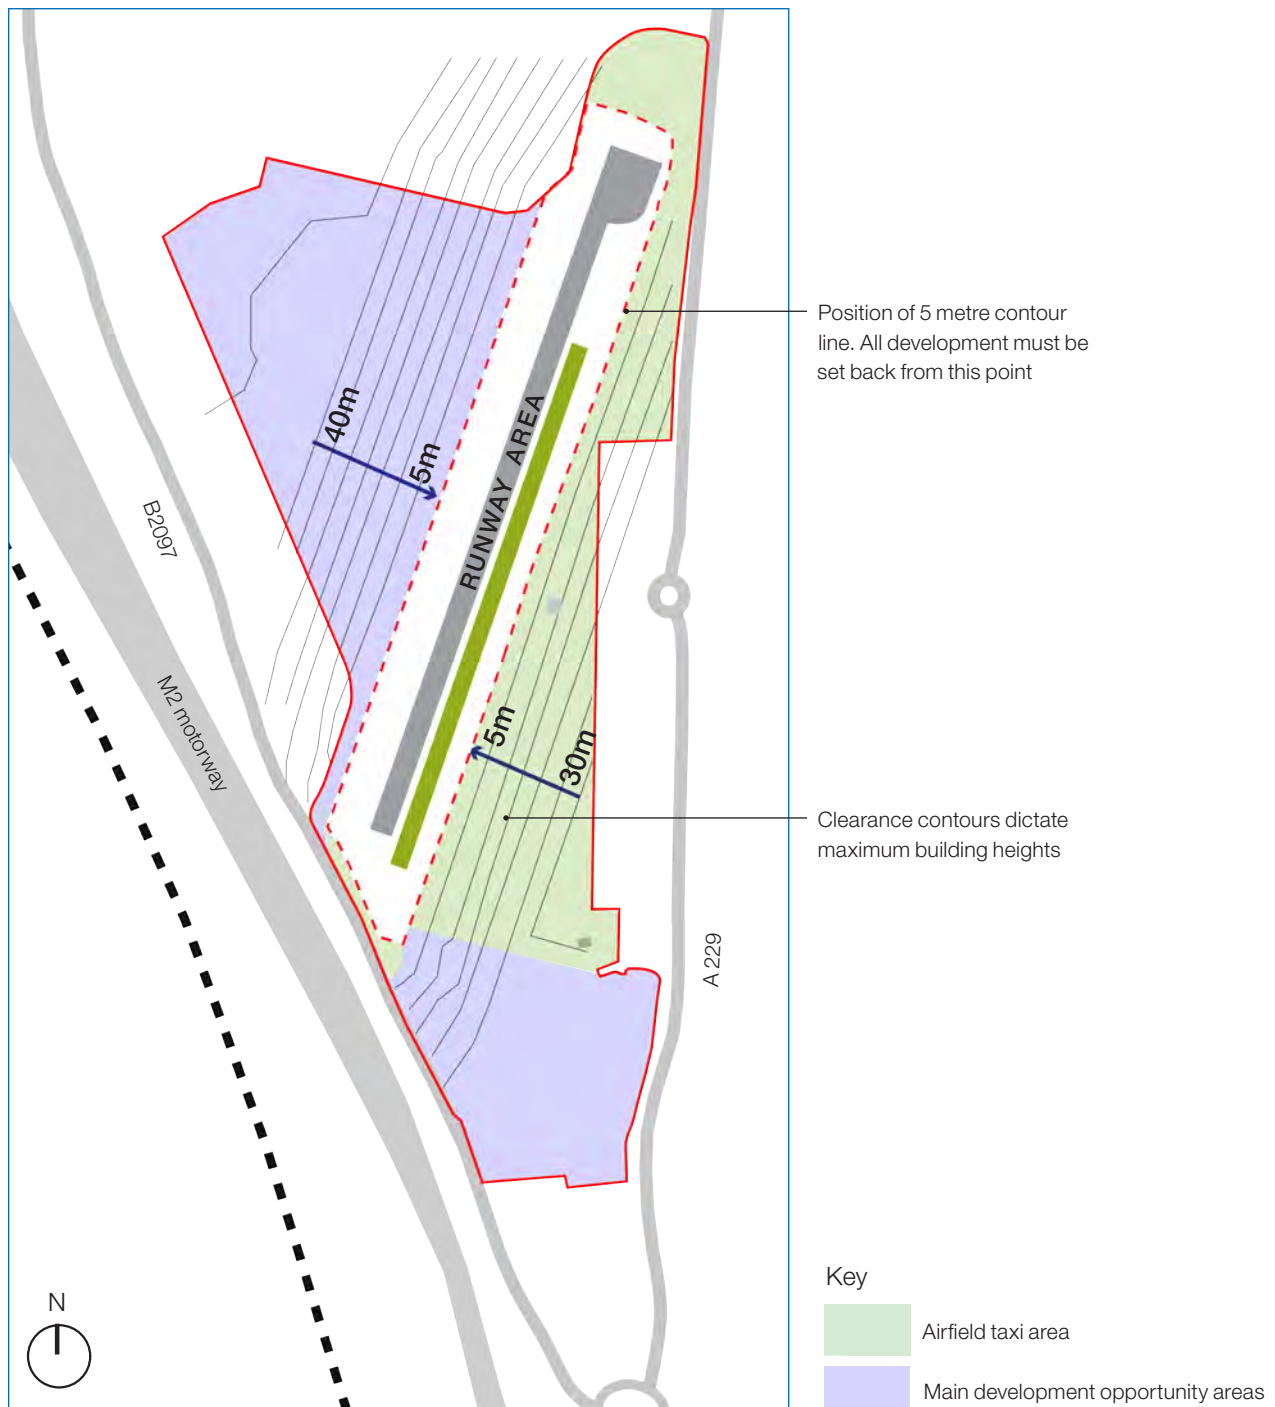 Position of 5 metre contour
line. All development must be
set back from this point
40m
5m
RUNWAY AREA
B2097
M2 motorway
5m
30m
Clearance contours dictate
maximum building heights
A229
N
Key
Airfield taxi area
Main development opportunity areas